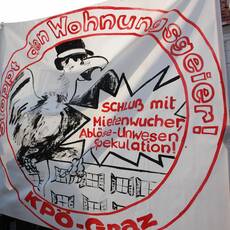 Stoppt den Wohnungsgeier!
SCHLUß mit
Mietenwucher,
Ablöse-Unwesen,
Spekulation!
KPÖ-Graz